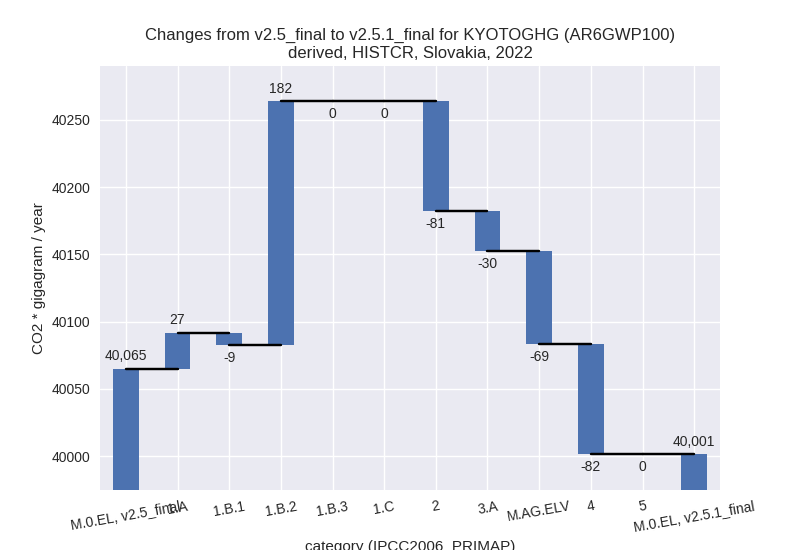 Changes from v2.5_final to v2.5.1_final for KYOTOGHG (AR6GWP100)
derived, HISTCR, Slovakia, 2022
CO2 * gigagram / year
40250
40200
40150
40100
40050
40000
40,065
27
-9
182
0
0
-81
-30
-69
-82
0
40,001
M.0.EL, v2.5_final
1.A
1.B.1
1.B.2
1.B.3
1.C
2
3.A
M.AG.ELV
4
5
M.0.EL, v2.5.1_final
category (IPCC2006_PRIMAP)